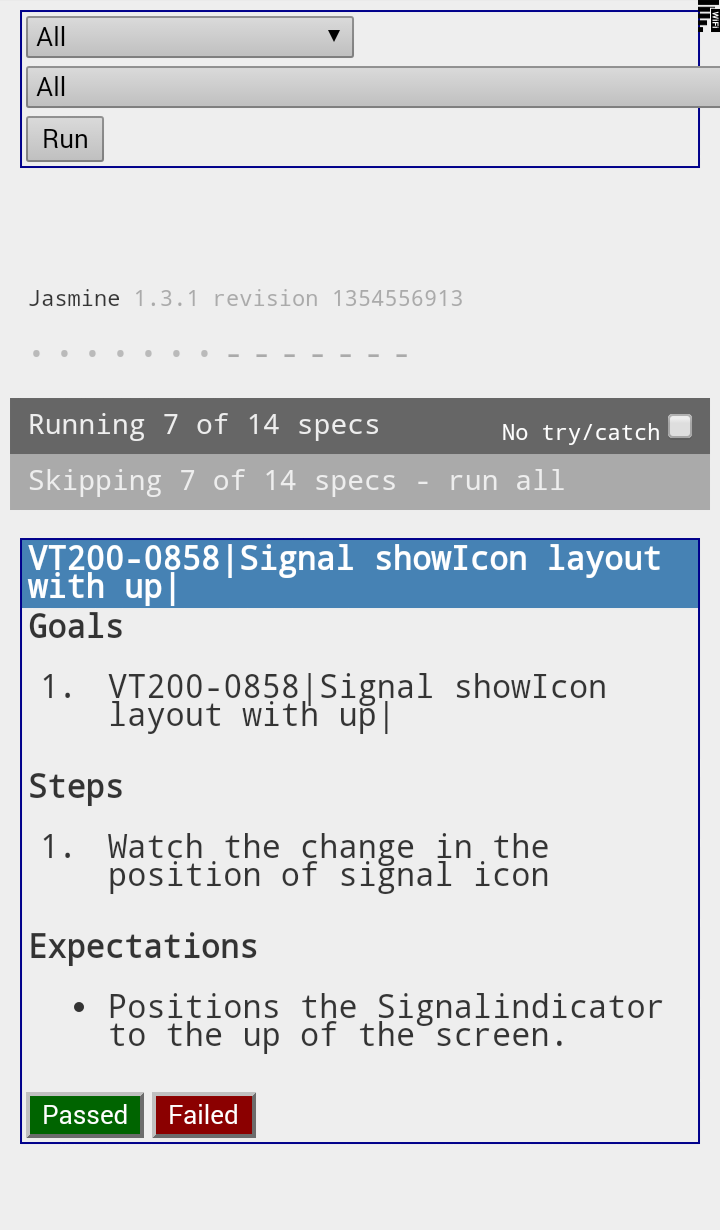 All ▼
WiFi
All
Run
Jasmine 1.3.1 revision 1354556913
• • • • • • • - - - - - - -
Running 7 of 14 specs No try/catch
Skipping 7 of 14 specs - run all
VT200-0858|Signal showIcon layout
with up|
Goals
1. VT200-0858|Signal showIcon
layout with up|
Steps
1. Watch the change in the
position of signal icon
Expectations
• Positions the Signalindicator
to the up of the screen.
Passed Failed